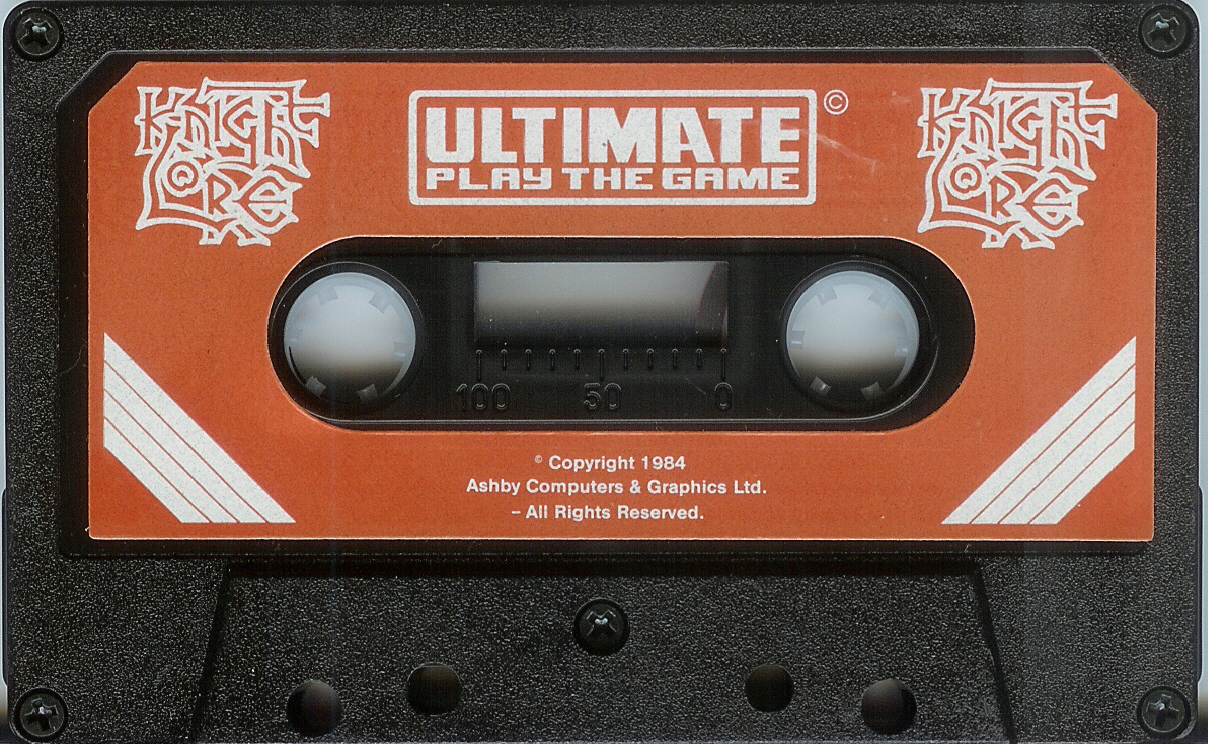 KNIGHT
LORE
ULTIMATE ©
PLAY THE GAME
KNIGHT
LORE
100 50 0
© Copyright 1984
Ashby Computers & Graphics Ltd.
– All Rights Reserved.